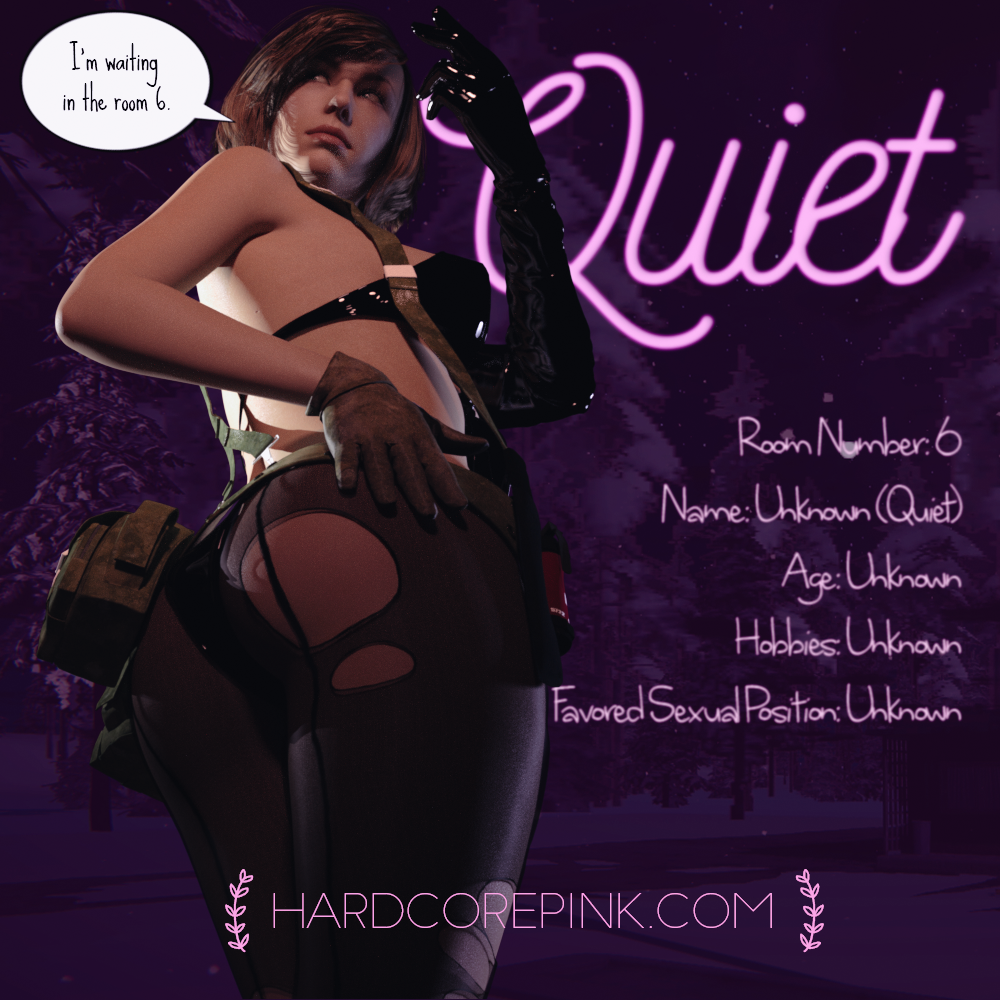 I'm waiting
in the room 6.
Quiet
Room Number: 6
Name: Unknown (Quiet)
Age: Unknown
Hobbies: Unknown
Favored Sexual Position: Unknown
HARDCOREPINK.COM